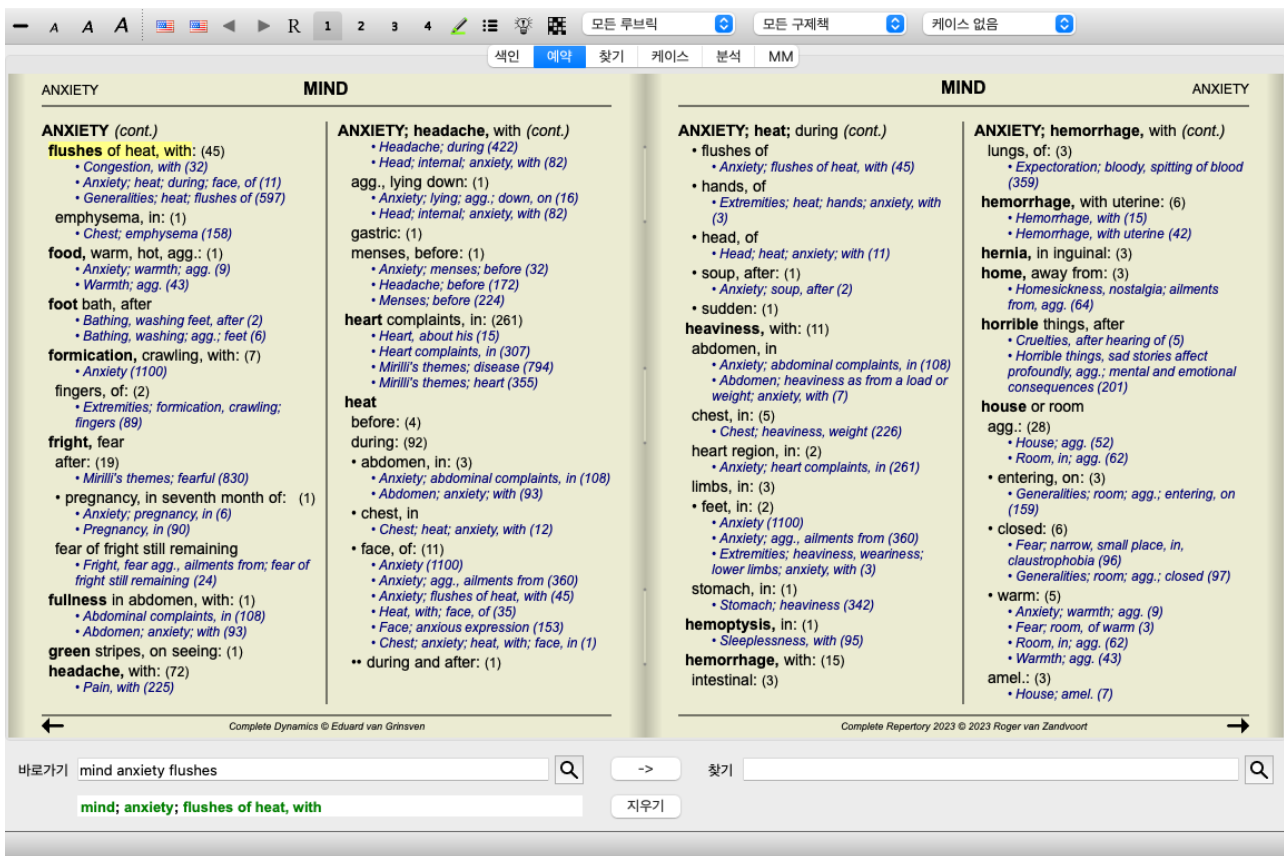 A A A R 1 2 3 4 모든 루브릭 모든 구제책 케이스 없음
색인 예약 찾기 케이스 분석 MM
ANXIETY MIND
ANXIETY (cont.)
flushes of heat, with: (45)
• Congestion, with (32)
• Anxiety; heat; during; face, of (11)
• Generalities; heat; flushes of (597)
emphysema, in: (1)
• Chest; emphysema (158)
food, warm, hot, agg.: (1)
• Anxiety; warmth; agg. (9)
• Warmth; agg. (43)
foot bath, after
• Bathing, washing feet, after (2)
• Bathing, washing; agg.; feet (6)
formication, crawling, with: (7)
• Anxiety (1100)
fingers, of: (2)
• Extremities; formication, crawling;
fingers (89)
fright, fear
after: (19)
• Mirilli's themes; fearful (830)
• pregnancy, in seventh month of: (1)
• Anxiety; pregnancy, in (6)
• Pregnancy, in (90)
fear of fright still remaining
• Fright, fear agg., ailments from; fear of
fright still remaining (24)
fullness in abdomen, with: (1)
• Abdominal complaints, in (108)
• Abdomen; anxiety; with (93)
green stripes, on seeing: (1)
headache, with: (72)
• Pain, with (225)
ANXIETY; headache, with (cont.)
• Headache; during (422)
• Head; internal; anxiety, with (82)
agg., lying down: (1)
• Anxiety; lying; agg.; down, on (16)
• Head; internal; anxiety, with (82)
gastric: (1)
menses, before: (1)
• Anxiety; menses; before (32)
• Headache; before (172)
• Menses; before (224)
heart complaints, in: (261)
• Heart, about his (15)
• Heart complaints, in (307)
• Mirilli's themes; disease (794)
• Mirilli's themes; heart (355)
heat
before: (4)
during: (92)
• abdomen, in: (3)
• Anxiety; abdominal complaints, in (108)
• Abdomen; anxiety; with (93)
• chest, in
• Chest; heat; anxiety, with (12)
• face, of: (11)
• Anxiety (1100)
• Anxiety; agg., ailments from (360)
• Anxiety; flushes of heat, with (45)
• Heat, with; face, of (35)
• Face; anxious expression (153)
• Chest; anxiety; heat, with; face, in (1)
•• during and after: (1)
Complete Dynamics © Eduard van Grinsven
MIND ANXIETY
ANXIETY; heat; during (cont.)
• flushes of
• Anxiety; flushes of heat, with (45)
• hands, of
• Extremities; heat; hands; anxiety, with
(3)
• head, of
• Head; heat; anxiety; with (11)
• soup, after: (1)
• Anxiety; soup, after (2)
• sudden: (1)
heaviness, with: (11)
abdomen, in
• Anxiety; abdominal complaints, in (108)
• Abdomen; heaviness as from a load or
weight; anxiety, with (7)
chest, in: (5)
• Chest; heaviness, weight (226)
heart region, in: (2)
• Anxiety; heart complaints, in (261)
limbs, in: (3)
• feet, in: (2)
• Anxiety (1100)
• Anxiety; agg., ailments from (360)
• Extremities; heaviness, weariness;
lower limbs; anxiety, with (3)
stomach, in: (1)
• Stomach; heaviness (342)
hemoptysis, in: (1)
• Sleeplessness, with (95)
hemorrhage, with: (15)
intestinal: (3)
ANXIETY; hemorrhage, with (cont.)
lungs, of: (3)
• Expectoration; bloody, spitting of blood
(359)
hemorrhage, with uterine: (6)
• Hemorrhage, with (15)
• Hemorrhage, with uterine (42)
hernia, in inguinal: (3)
home, away from: (3)
• Homesickness, nostalgia; ailments
from, agg. (64)
horrible things, after
• Cruelties, after hearing of (5)
• Horrible things, sad stories affect
profoundly, agg.; mental and emotional
consequences (201)
house or room
agg.: (28)
• House; agg. (52)
• Room, in; agg. (62)
• entering, on: (3)
• Generalities; room; agg.; entering, on
(159)
• closed: (6)
• Fear; narrow, small place, in,
claustrophobia (96)
• Generalities; room; agg.; closed (97)
• warm: (5)
• Anxiety; warmth; agg. (9)
• Fear; room, of warm (3)
• Room, in; agg. (62)
• Warmth; agg. (43)
amel.: (3)
• House; amel. (7)
Complete Repertory 2023 © 2023 Roger van Zandvoort
바로가기 mind anxiety flushes -> 찾기
mind; anxiety; flushes of heat, with 지우기